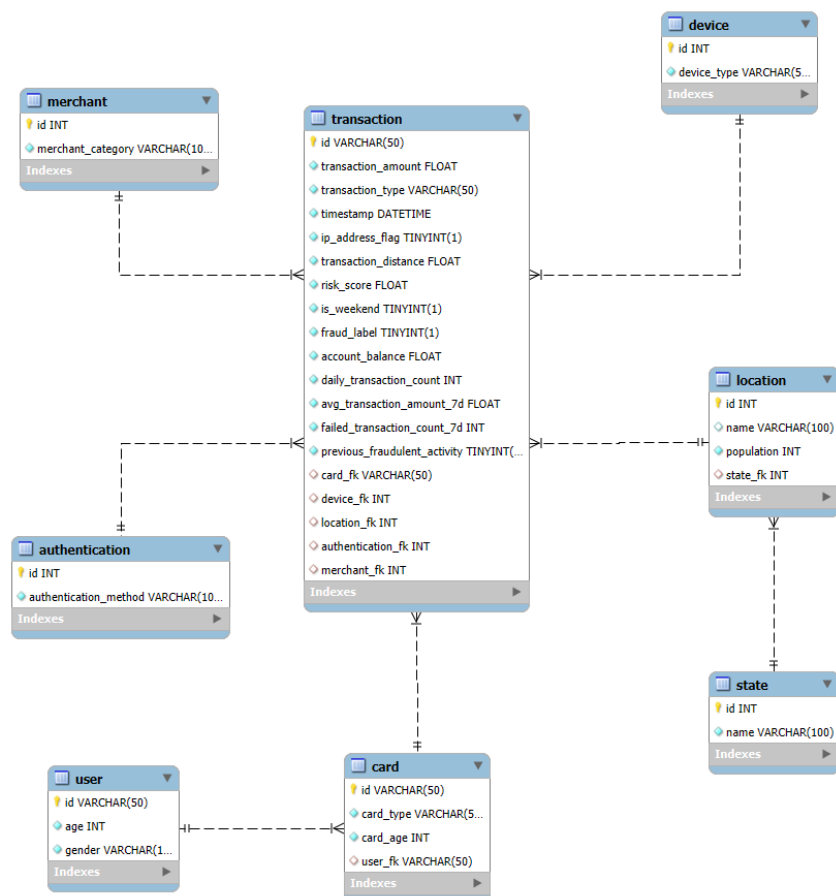 device
id INT
device_type VARCHAR(5...
Indexes
merchant
id INT
merchant_category VARCHAR(10...
Indexes
transaction
id VARCHAR(50)
transaction_amount FLOAT
transaction_type VARCHAR(50)
timestamp DATETIME
ip_address_flag TINYINT(1)
transaction_distance FLOAT
risk_score FLOAT
is_weekend TINYINT(1)
fraud_label TINYINT(1)
account_balance FLOAT
daily_transaction_count INT
avg_transaction_amount_7d FLOAT
failed_transaction_count_7d INT
previous_fraudulent_activity TINYINT(...
card_fk VARCHAR(50)
device_fk INT
location_fk INT
authentication_fk INT
merchant_fk INT
Indexes
location
id INT
name VARCHAR(100)
population INT
state_fk INT
Indexes
authentication
id INT
authentication_method VARCHAR(10...
Indexes
state
id INT
name VARCHAR(100)
Indexes
user
id VARCHAR(50)
age INT
gender VARCHAR(1...
Indexes
card
id VARCHAR(50)
card_type VARCHAR(5...
card_age INT
user_fk VARCHAR(50)
Indexes